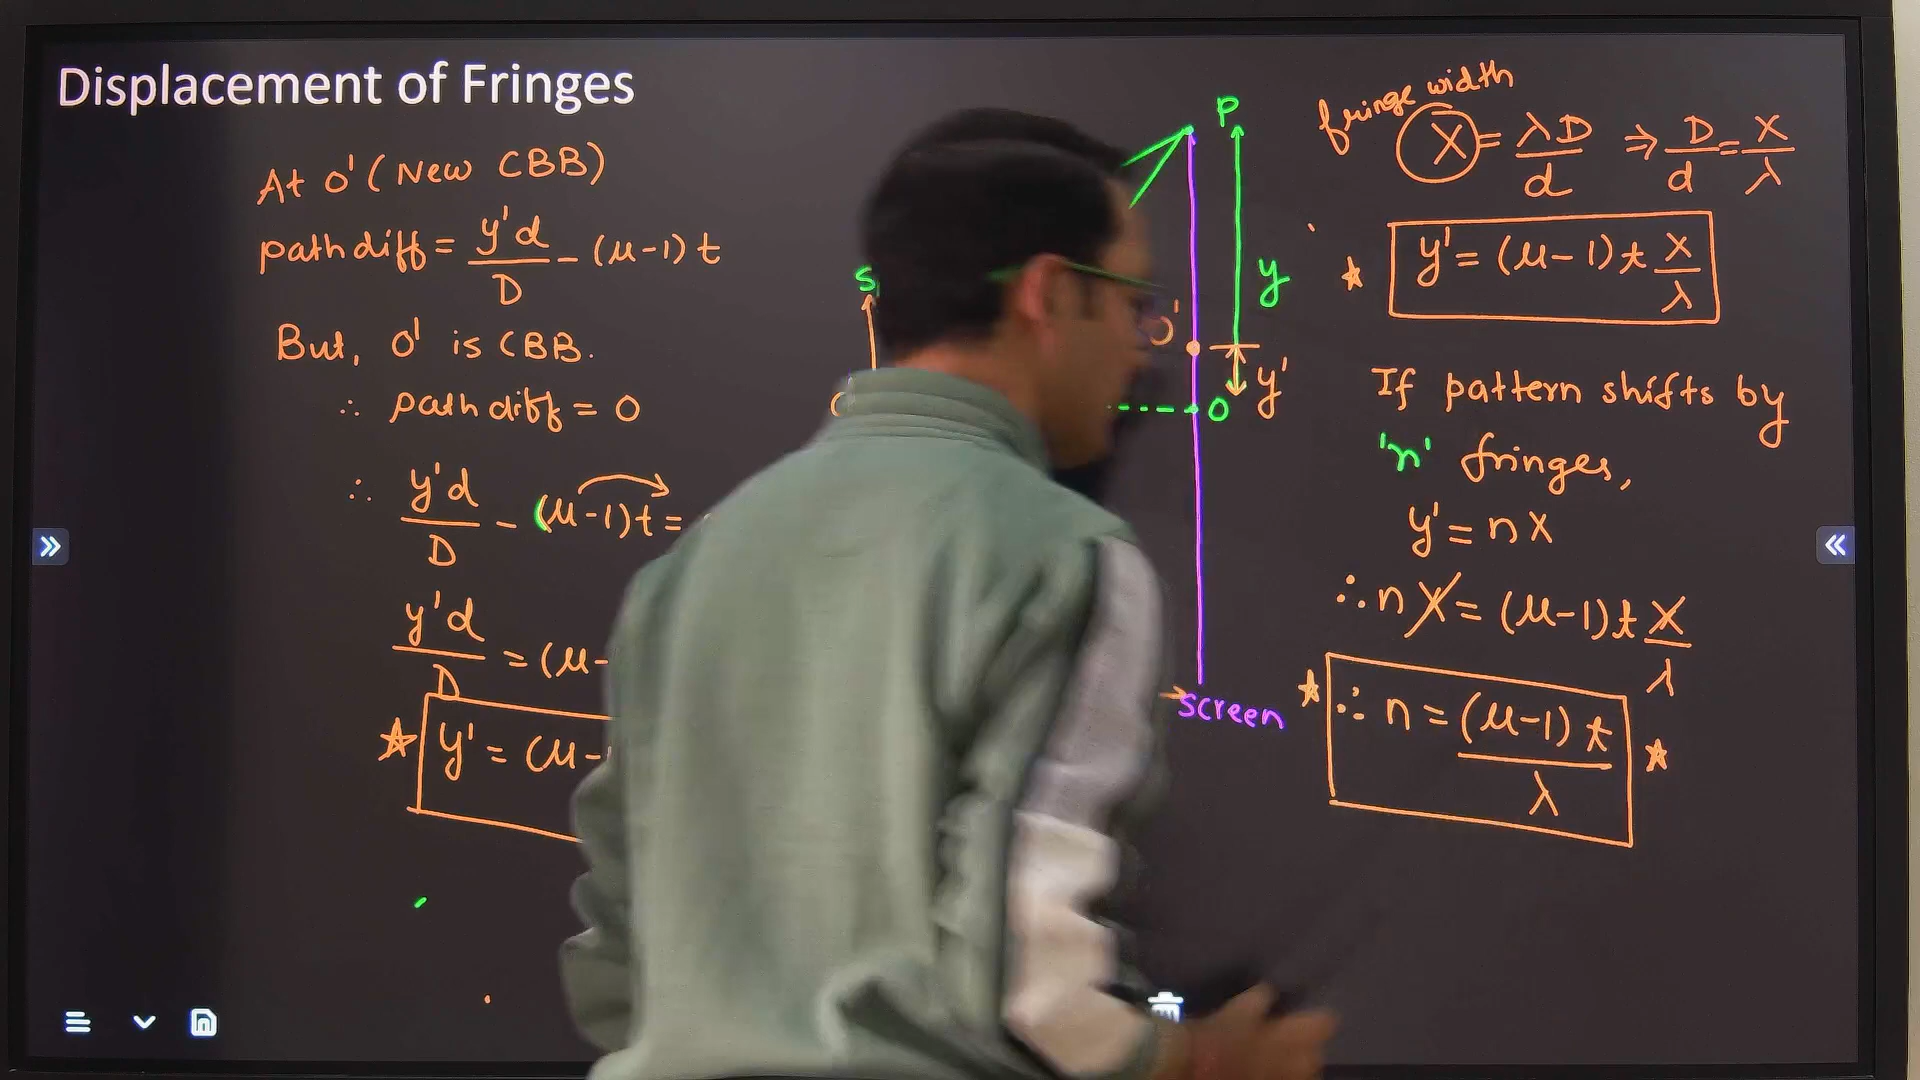 Displacement of Fringes
At O' (New CBB)
path diff = y'd/D - (μ-1) t
But, O' is CBB.
∴ path diff = 0
∴ y'd/D - (μ-1)t =
y'd/D = (μ-
☆ y' = (μ-
S
P
y
O'
y'
O
screen
fringe width
X = λD/d ⇒ D/d = X/λ
☆ y' = (μ-1) t X/λ
If pattern shifts by
'n' fringes,
y' = nX
∴ nX = (μ-1)t X/λ
☆ ∴ n = (μ-1) t/λ ☆